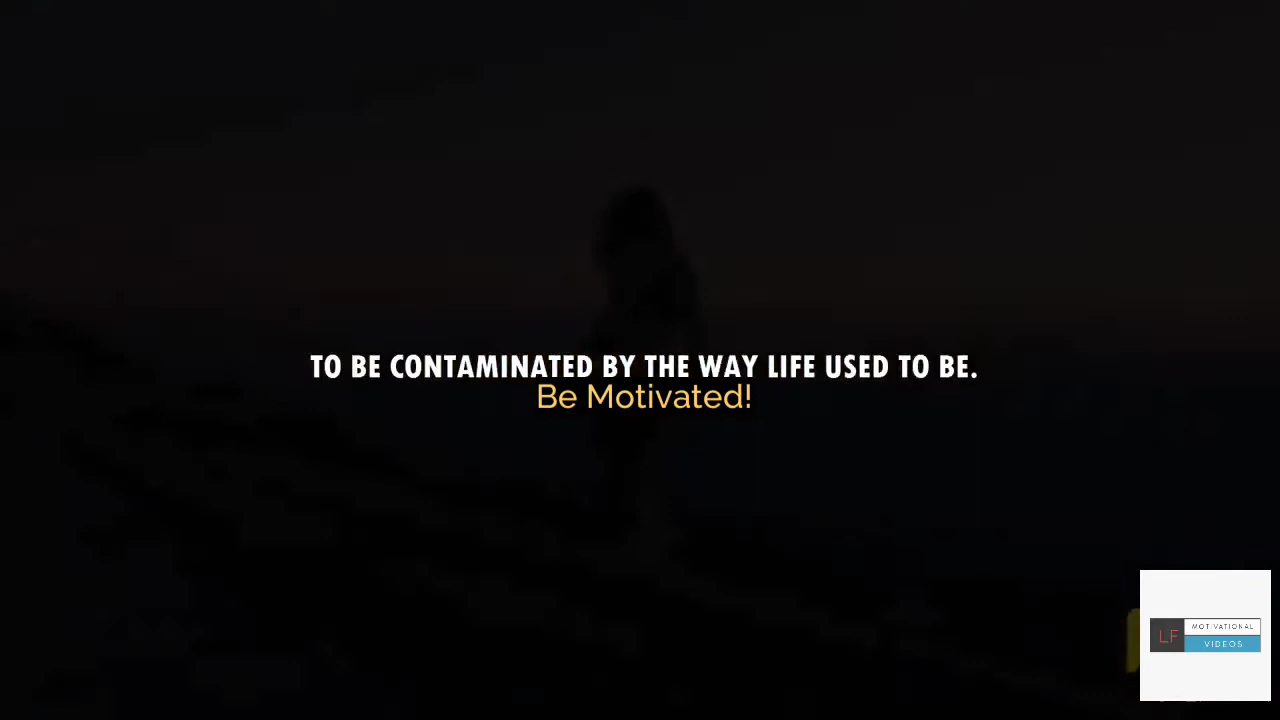 TO BE CONTAMINATED BY THE WAY LIFE USED TO BE.
Be Motivated!
LF
MOTIVATIONAL
VIDEOS